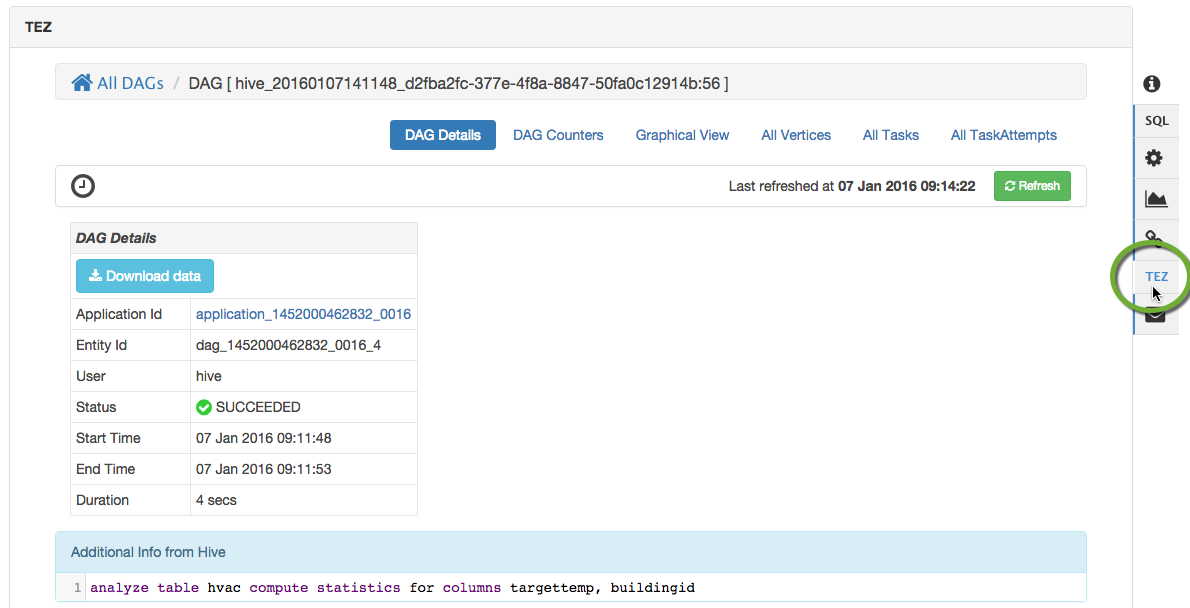 TEZ
All DAGs / DAG [ hive_20160107141148_d2fba2fc-377e-4f8a-8847-50fa0c12914b:56 ]
DAG Details DAG Counters Graphical View All Vertices All Tasks All TaskAttempts
Last refreshed at 07 Jan 2016 09:14:22 Refresh
DAG Details
Download data
Application Id application_1452000462832_0016
Entity Id dag_1452000462832_0016_4
User hive
Status SUCCEEDED
Start Time 07 Jan 2016 09:11:48
End Time 07 Jan 2016 09:11:53
Duration 4 secs
Additional Info from Hive
1 analyze table hvac compute statistics for columns targettemp, buildingid
SQL
TEZ